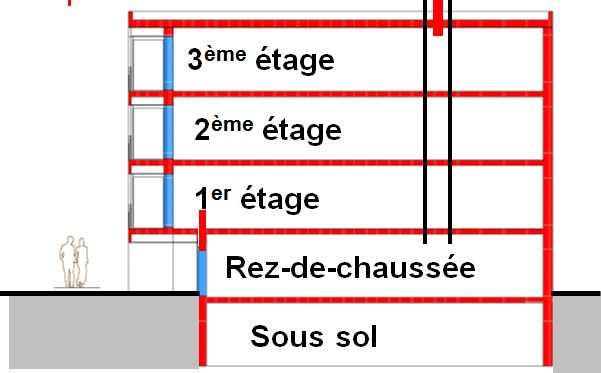 3ème étage
2ème étage
1er étage
Rez-de-chaussée
Sous sol